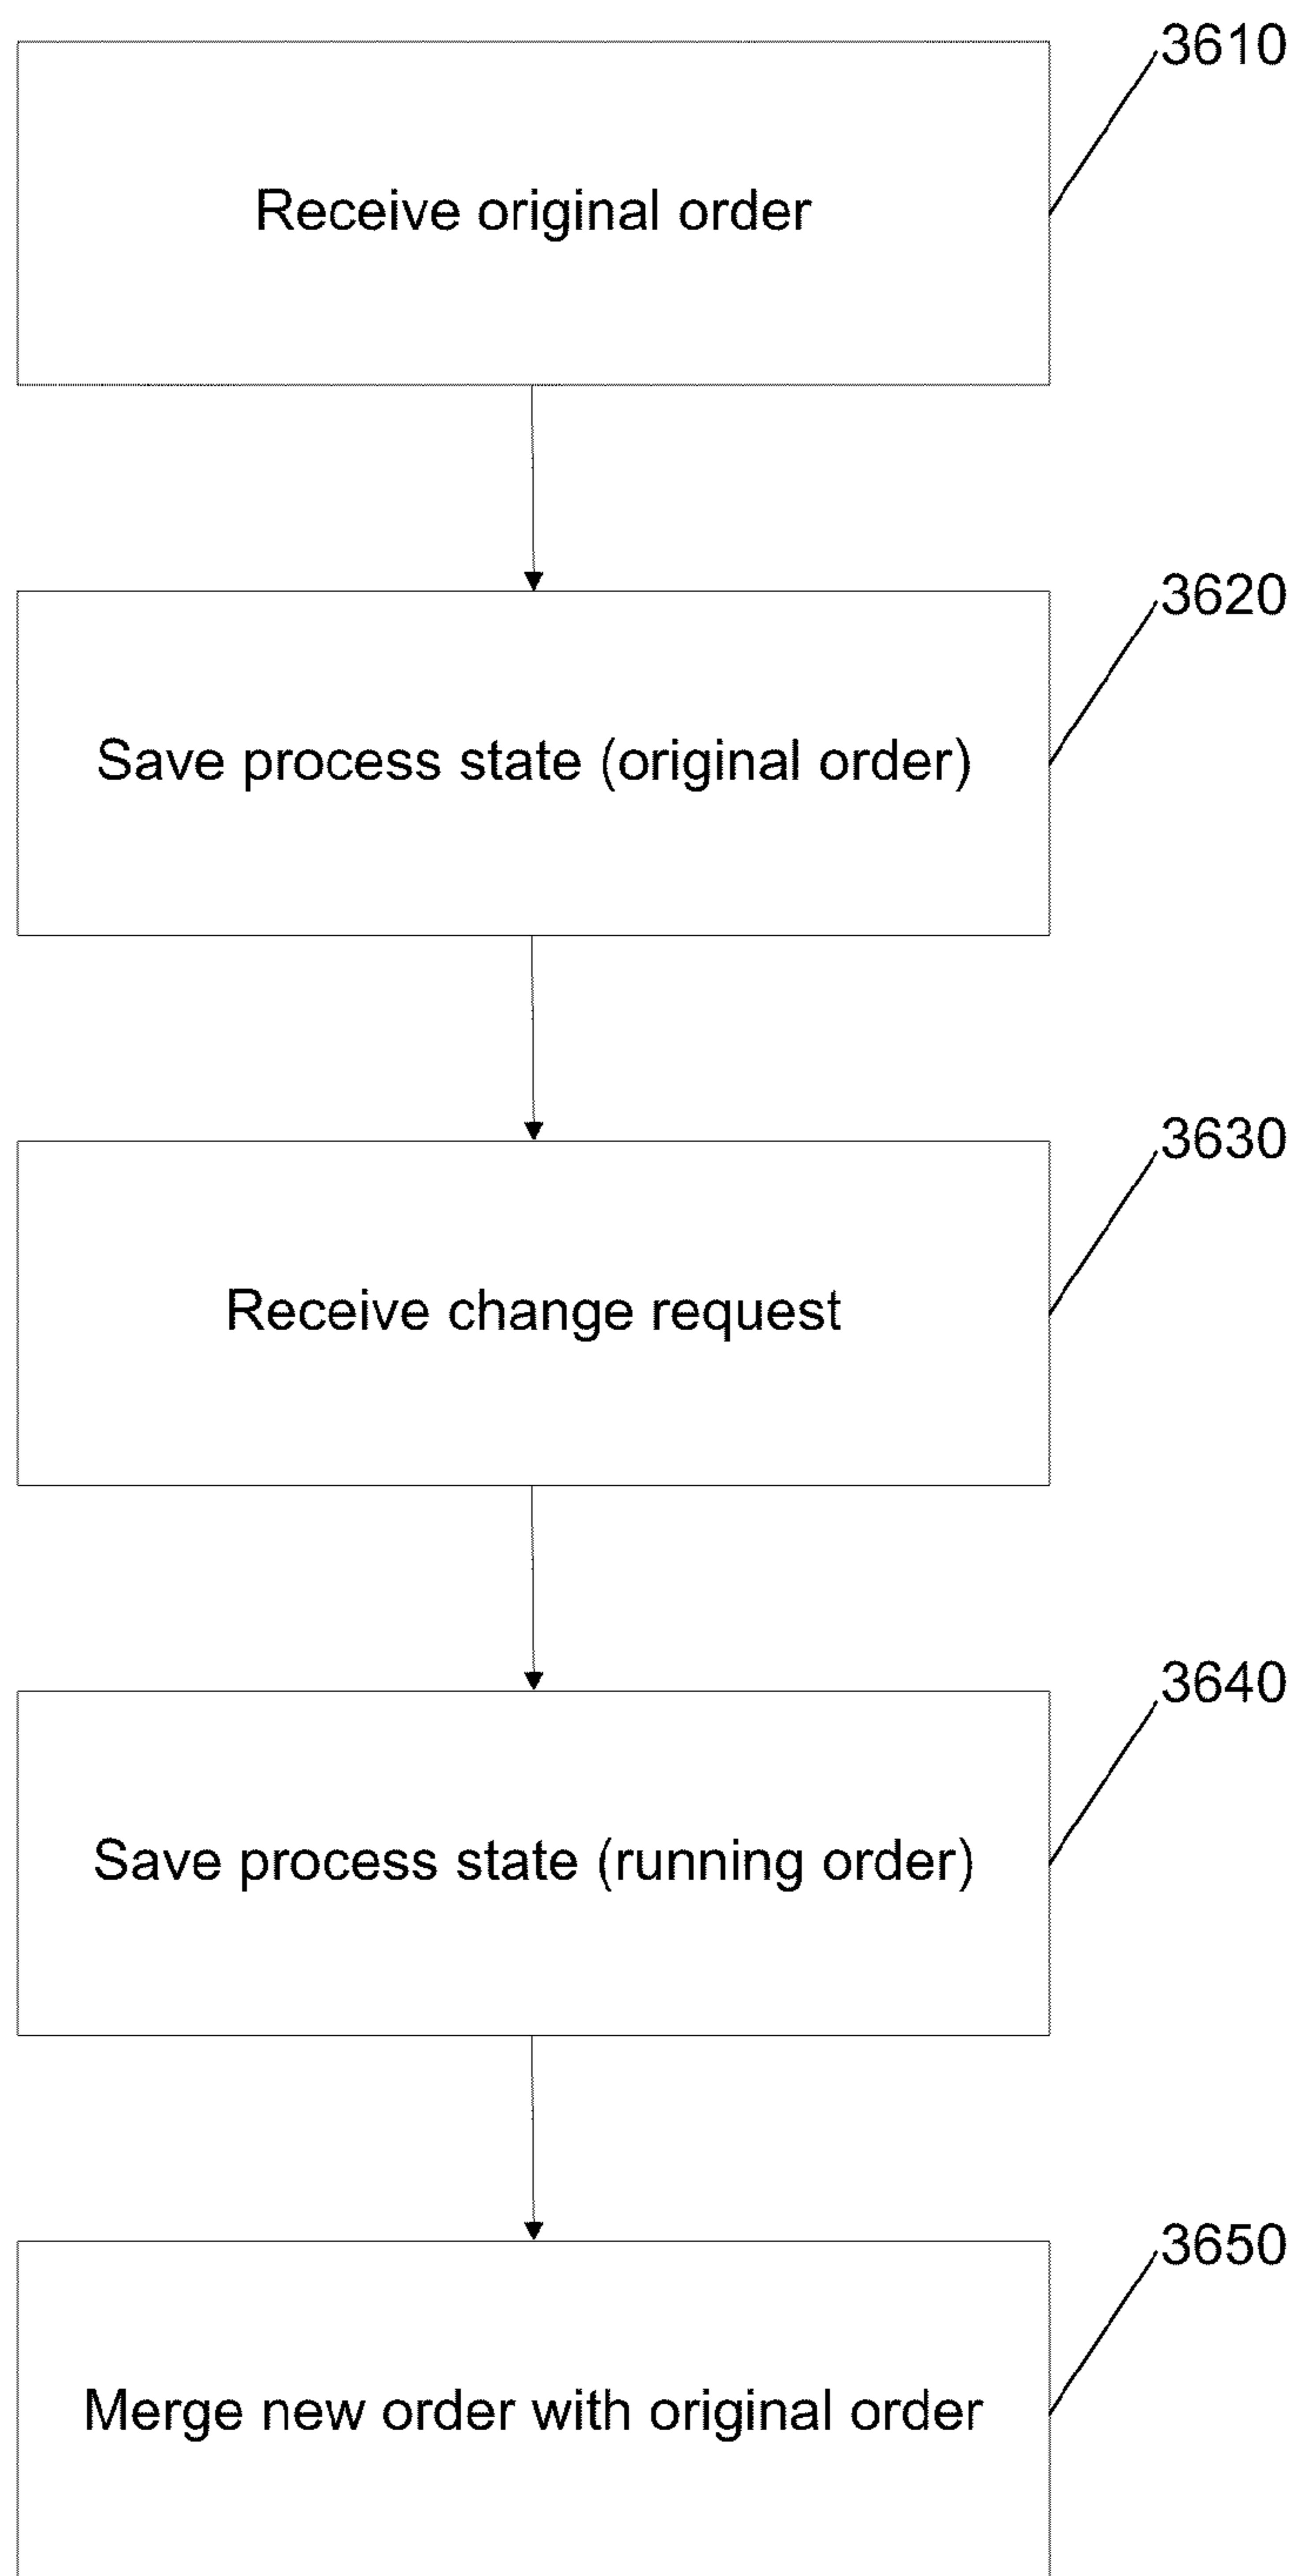 3610
Receive original order
3620
Save process state (original order)
3630
Receive change request
3640
Save process state (running order)
3650
Merge new order with original order